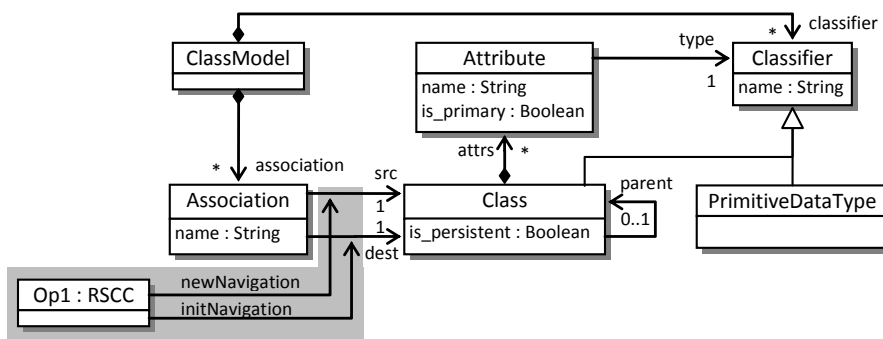 classifier
*
ClassModel
Attribute
type
1
Classifier
name : String
is_primary : Boolean
name : String
attrs
*
*
association
src
1
parent
Association
Class
PrimitiveDataType
name : String
1
dest
is_persistent : Boolean
0..1
newNavigation
Op1 : RSCC
initNavigation